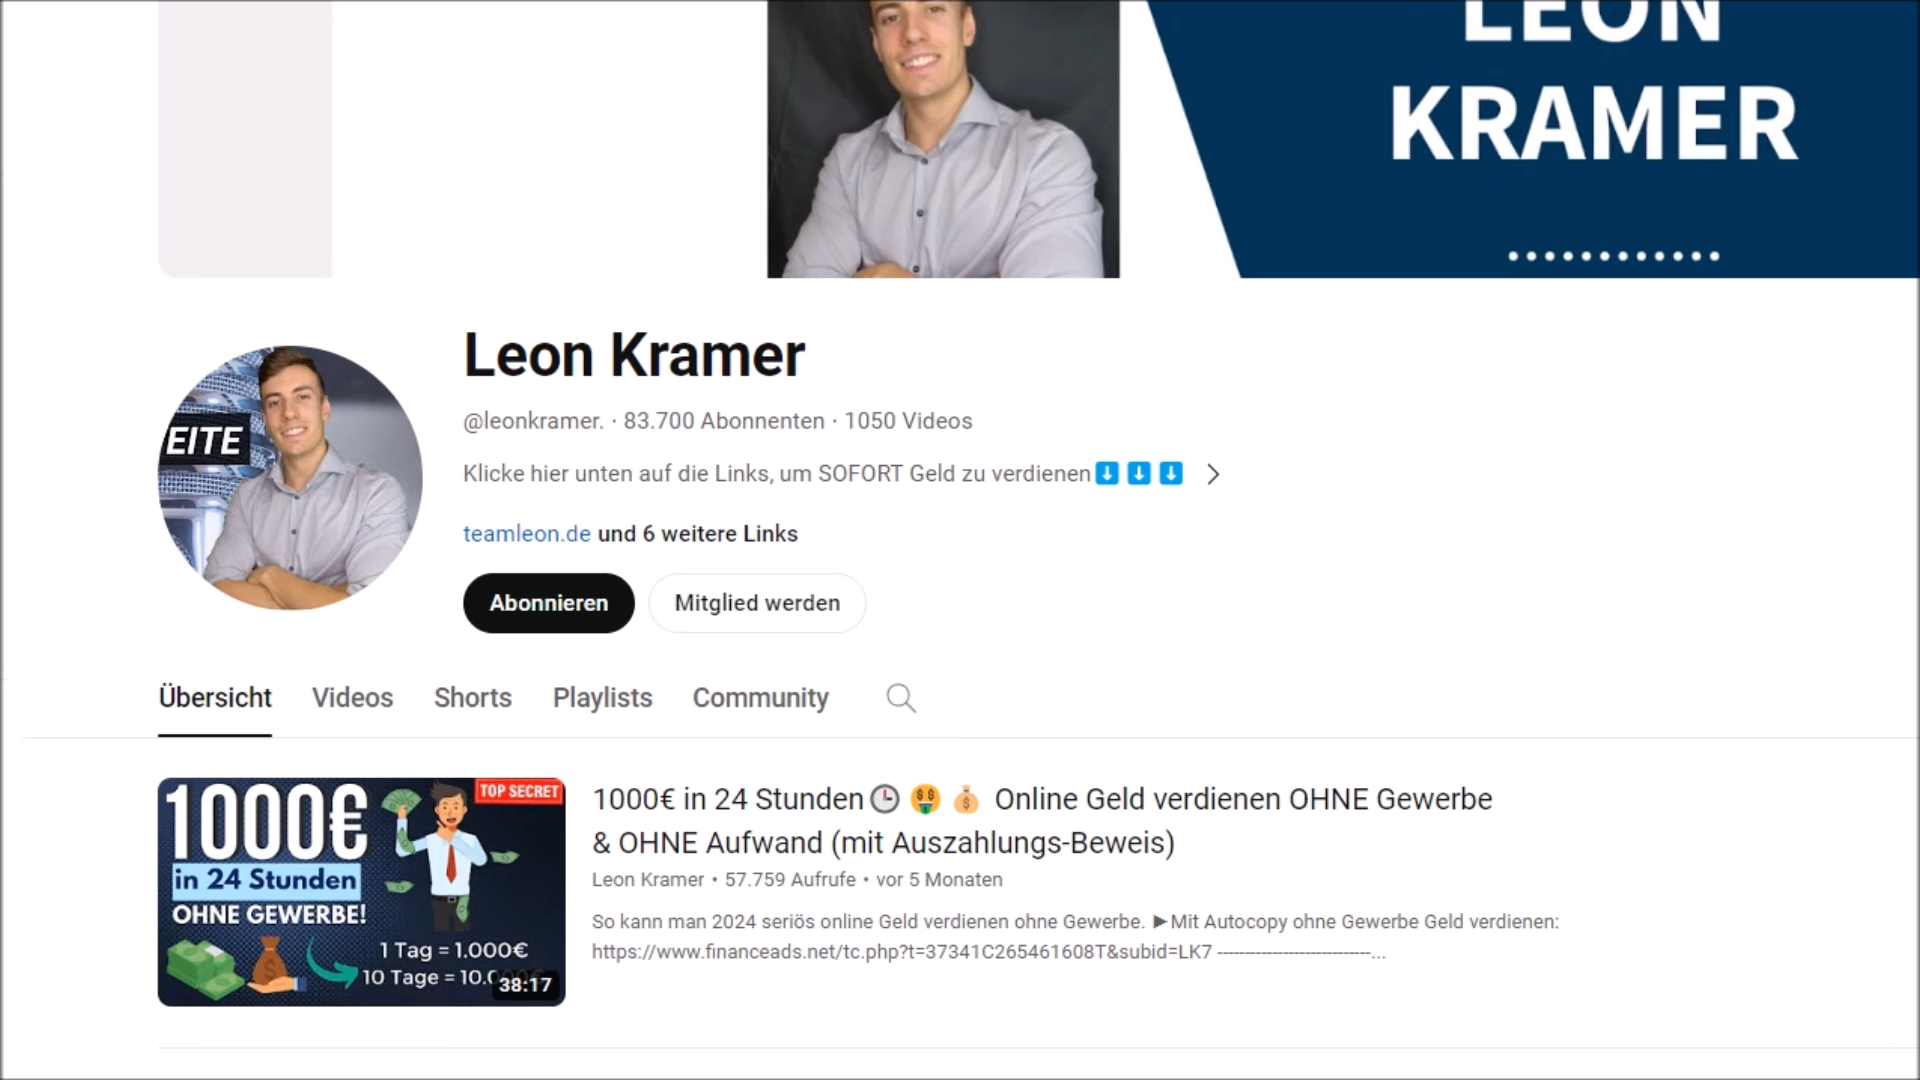 LEON
KRAMER
EITE
Leon Kramer
@leonkramer. · 83.700 Abonnenten · 1050 Videos
Klicke hier unten auf die Links, um SOFORT Geld zu verdienen⬇️⬇️⬇️
teamleon.de und 6 weitere Links
Abonnieren
Mitglied werden
Übersicht
Videos
Shorts
Playlists
Community
TOP SECRET
1000€
in 24 Stunden
OHNE GEWERBE!
1 Tag = 1.000€
10 Tage = 10.0
38:17
1000€ in 24 Stunden🕒🤑💰 Online Geld verdienen OHNE Gewerbe
& OHNE Aufwand (mit Auszahlungs-Beweis)
Leon Kramer • 57.759 Aufrufe • vor 5 Monaten
So kann man 2024 seriös online Geld verdienen ohne Gewerbe. ►Mit Autocopy ohne Gewerbe Geld verdienen:
https://www.financeads.net/tc.php?t=37341C265461608T&subid=LK7 -----------------------------...